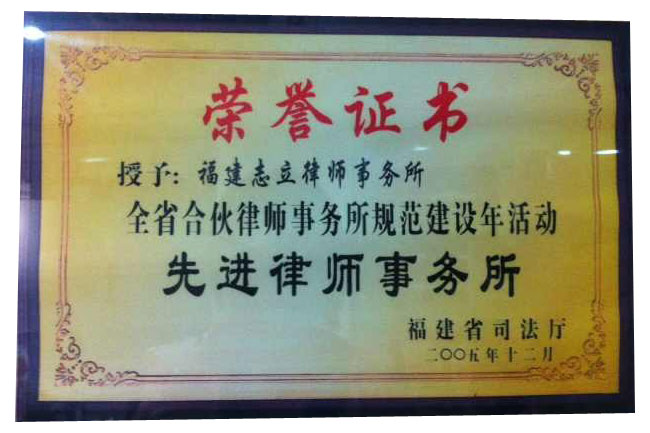 荣誉证书
授予：福建志立律师事务所
全省合伙律师事务所规范建设年活动
先进律师事务所
福建省司法厅
二〇〇五年十二月